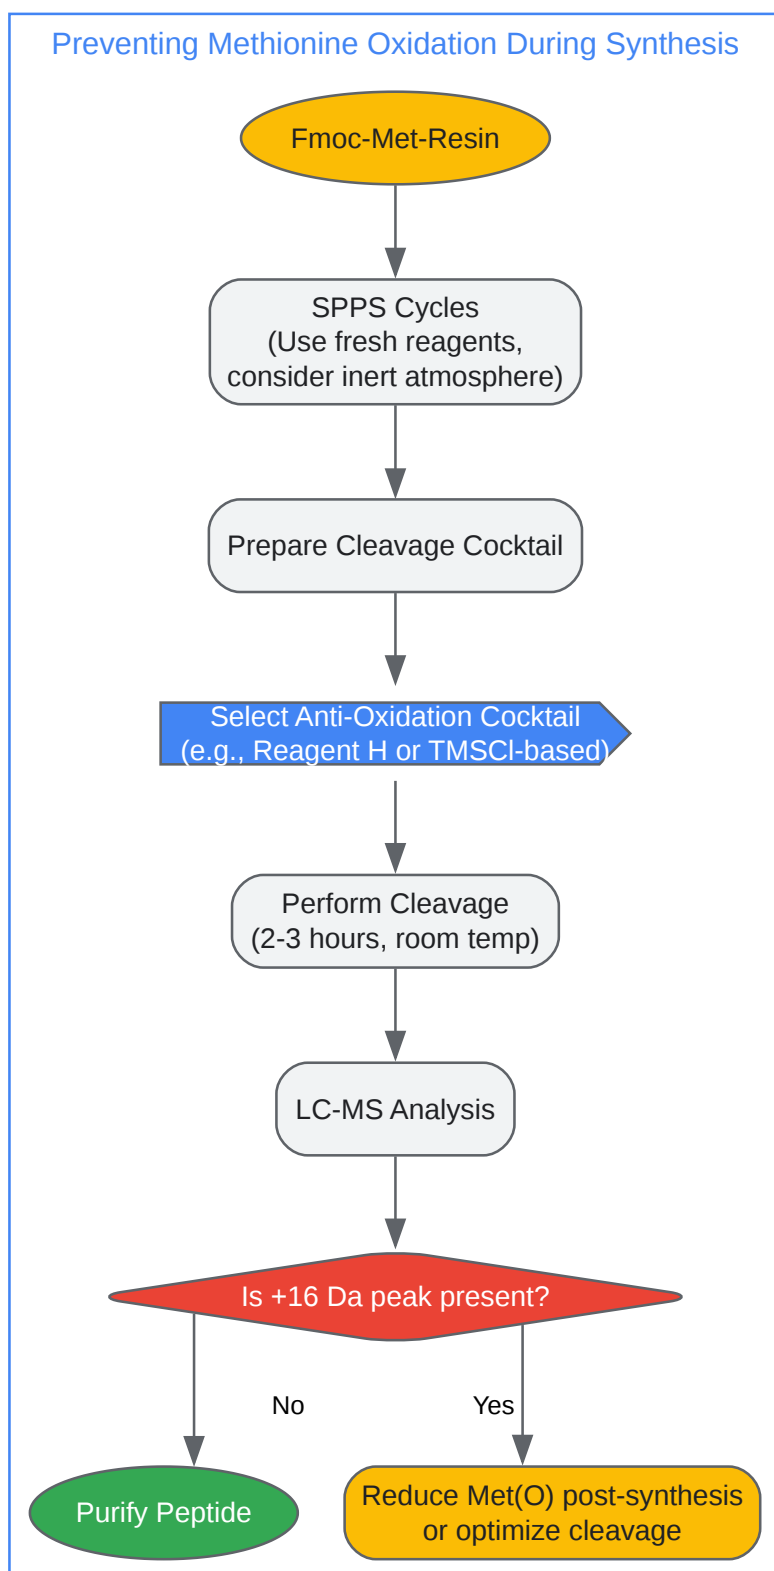 Preventing Methionine Oxidation During Synthesis
Fmoc-Met-Resin
SPPS Cycles
(Use fresh reagents,
consider inert atmosphere)
Prepare Cleavage Cocktail
Select Anti-Oxidation Cocktail
(e.g., Reagent H or TMSCl-based)
Perform Cleavage
(2-3 hours, room temp)
LC-MS Analysis
Is +16 Da peak present?
No
Yes
Purify Peptide
Reduce Met(O) post-synthesis
or optimize cleavage